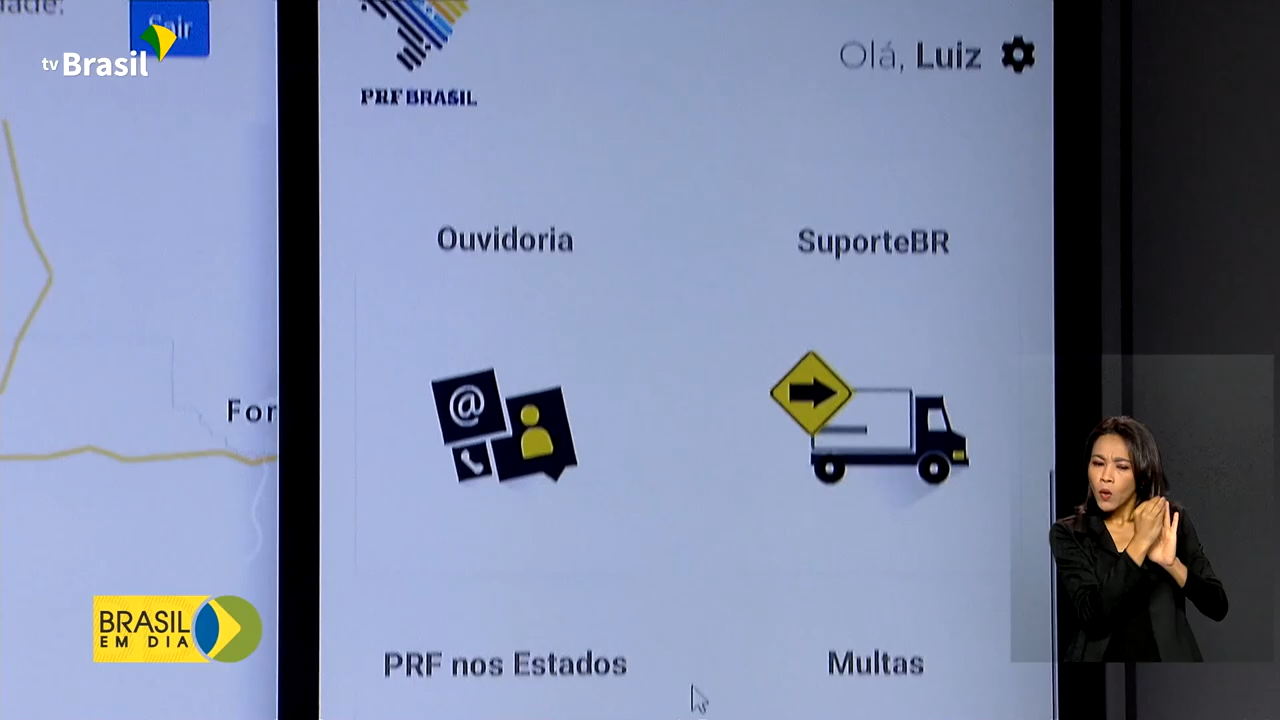 Sair
tv Brasil
PRF BRASIL
Olá, Luiz
Ouvidoria
SuporteBR
@
For
BRASIL
EM DIA
PRF nos Estados
Multas